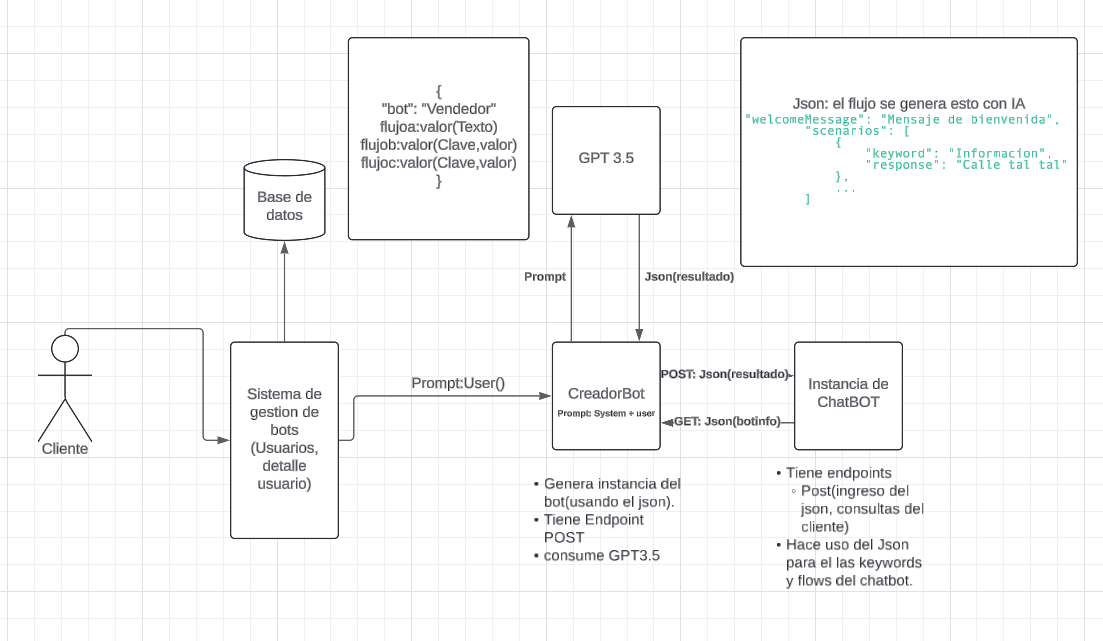 {
"bot": "Vendedor"
flujoa:valor(Texto)
flujob:valor(Clave,valor)
flujoc:valor(Clave,valor)
}
GPT 3.5
Json: el flujo se genera esto con IA
"welcomeMessage": "Mensaje de bienvenida",
"scenarios": [
{
"keyword": "Informacion",
"response": "Calle tal tal"
},
...
]
Base de
datos
Prompt
Json(resultado)
Cliente
Sistema de
gestion de
bots
(Usuarios,
detalle
usuario)
Prompt:User()
CreadorBot
Prompt: System + user
POST: Json(resultado)
GET: Json(botinfo)
Instancia de
ChatBOT
• Genera instancia del
bot(usando el json).
• Tiene Endpoint
POST
• consume GPT3.5
• Tiene endpoints
◦ Post(ingreso del
json, consultas del
cliente)
• Hace uso del Json
para el las keywords
y flows del chatbot.